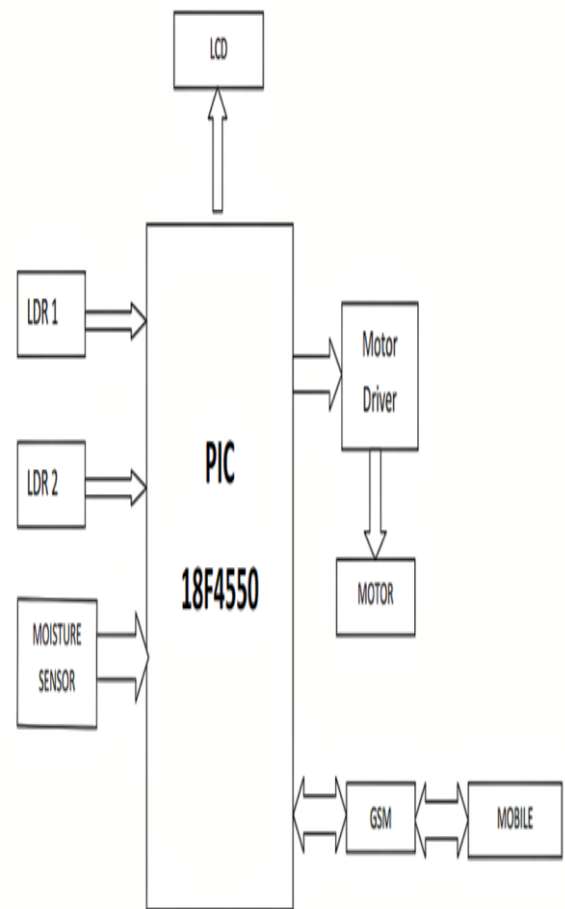 LCD
LDR 1
LDR 2
MOISTURE
SENSOR
PIC
18F4550
Motor
Driver
MOTOR
GSM
MOBILE